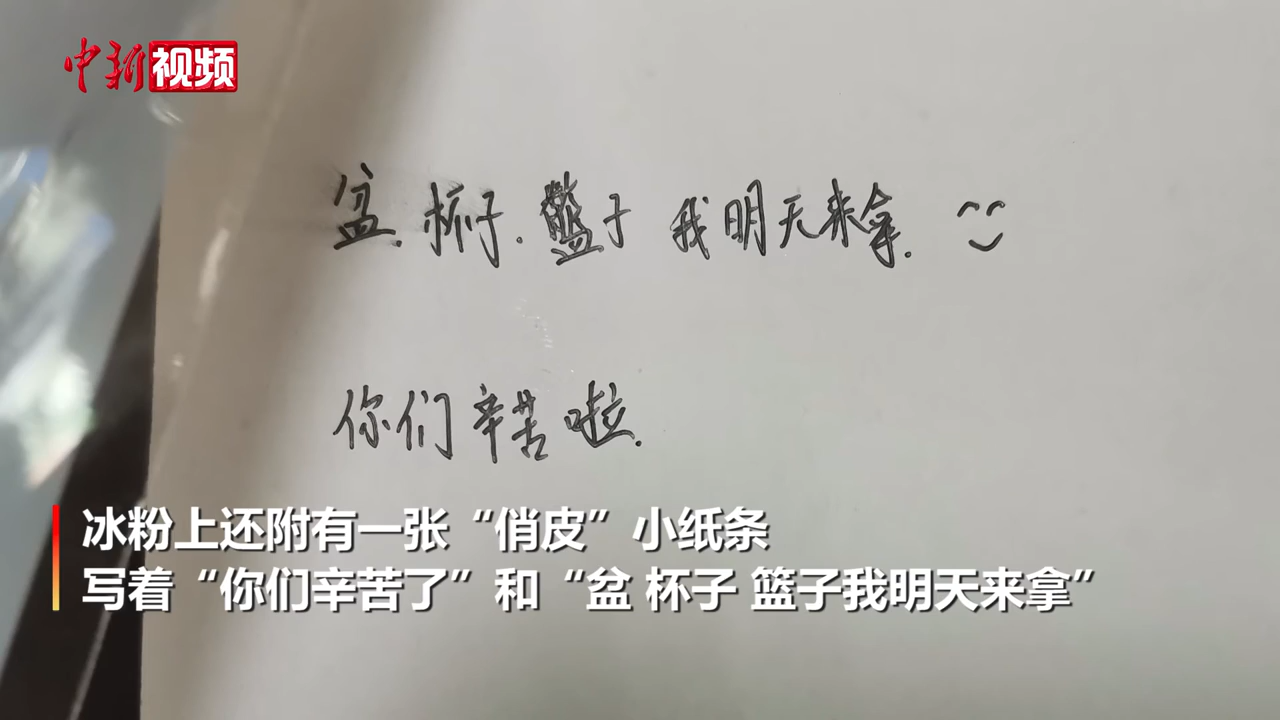 中新视频
盆.杯子.篮子 我明天来拿.
你们辛苦啦.
冰粉上还附有一张“俏皮”小纸条
写着“你们辛苦了”和“盆 杯子 篮子我明天来拿”